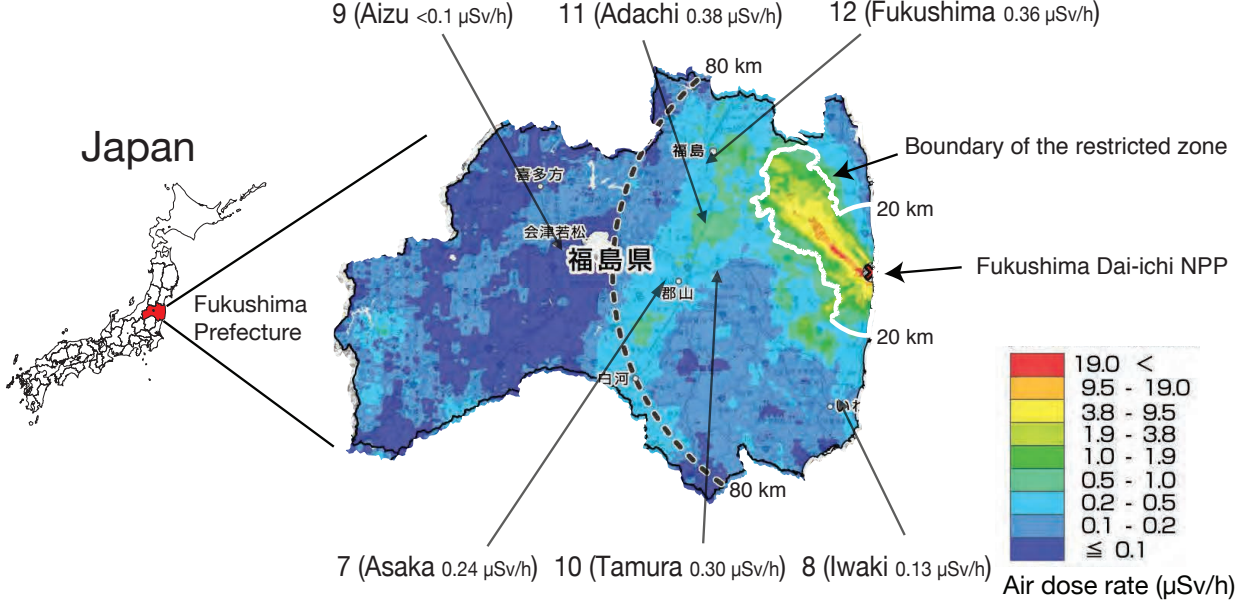 9 (Aizu <0.1 µSv/h)
11 (Adachi 0.38 µSv/h)
12 (Fukushima 0.36 µSv/h)
80 km
Japan
福島
Boundary of the restricted zone
喜多方
20 km
会津若松
福島県
Fukushima Dai-ichi NPP
郡山
Fukushima
Prefecture
20 km
白河
いわ
80 km
19.0 <
9.5 - 19.0
3.8 - 9.5
1.9 - 3.8
1.0 - 1.9
0.5 - 1.0
0.2 - 0.5
0.1 - 0.2
≦ 0.1
7 (Asaka 0.24 µSv/h)
10 (Tamura 0.30 µSv/h)
8 (Iwaki 0.13 µSv/h)
Air dose rate (µSv/h)